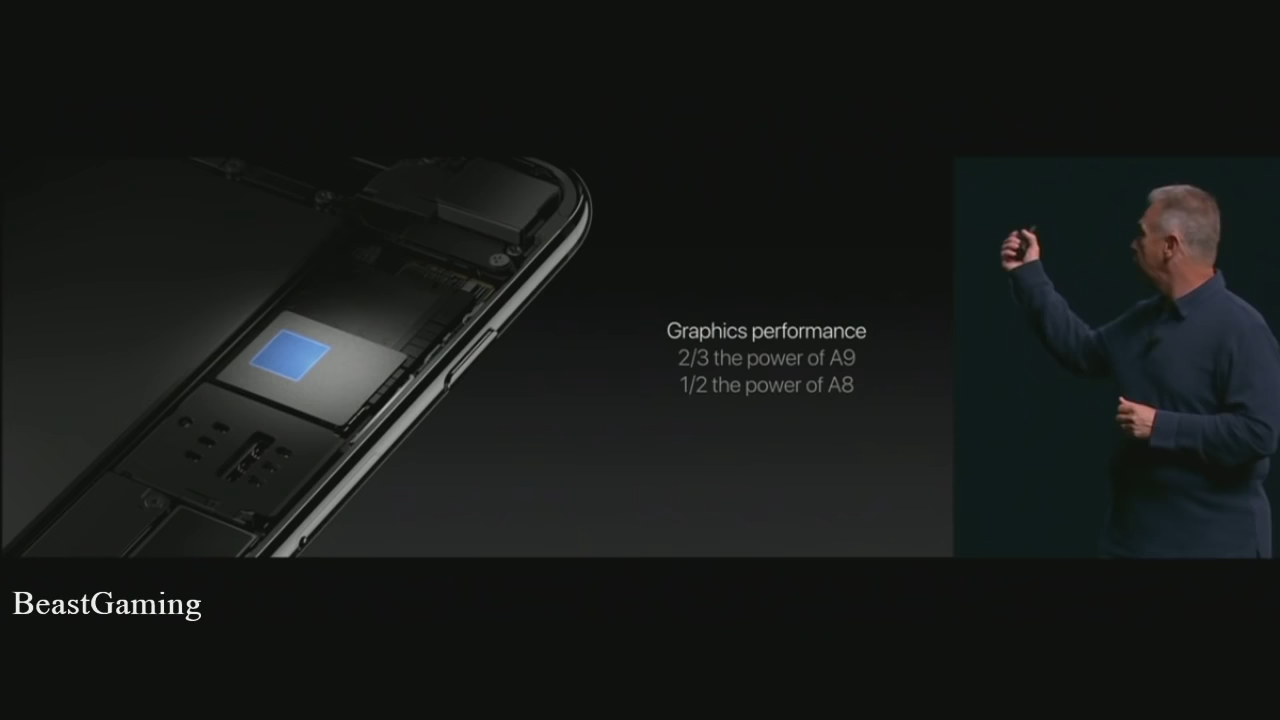 Graphics performance
2/3 the power of A9
1/2 the power of A8
BeastGaming